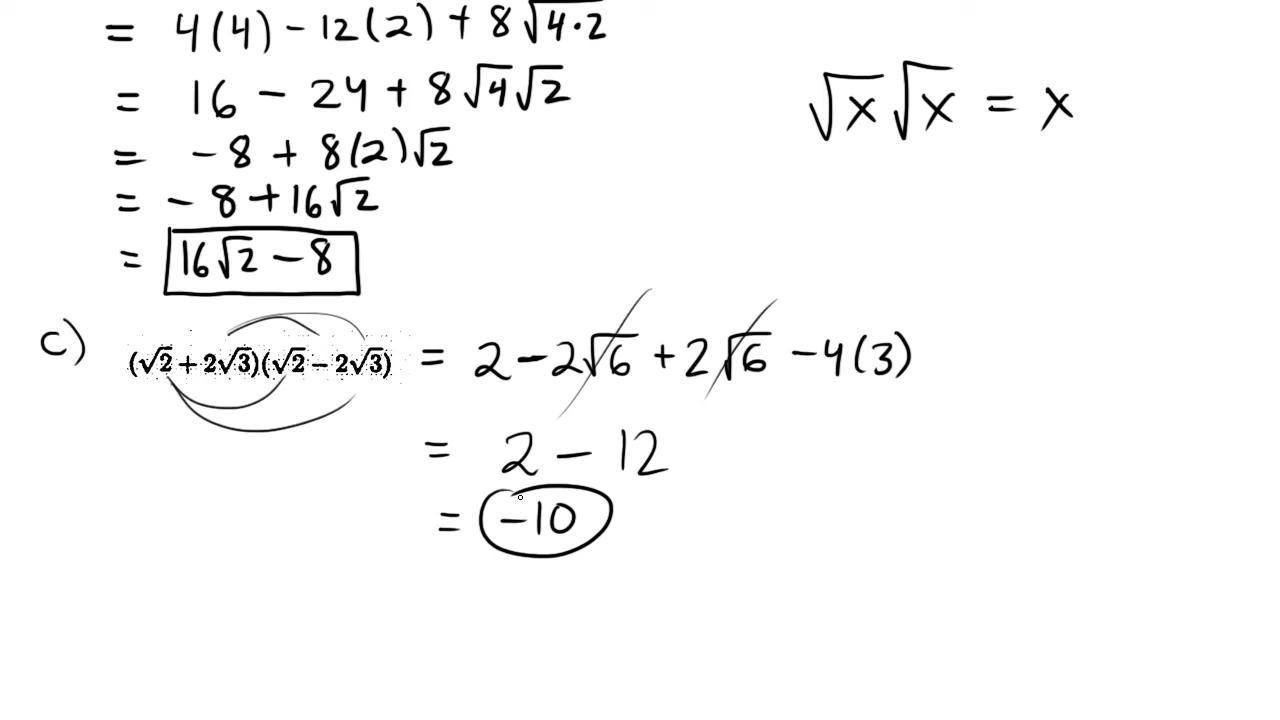 = 4(4) - 12(2) + 8√4·2
= 16 - 24 + 8√4√2
√x√x = x
= -8 + 8(2)√2
= -8 + 16√2
= 16√2 - 8
c) (√2 + 2√3)(√2 − 2√3) = 2 - 2√6 + 2√6 - 4(3)
= 2 - 12
= -10